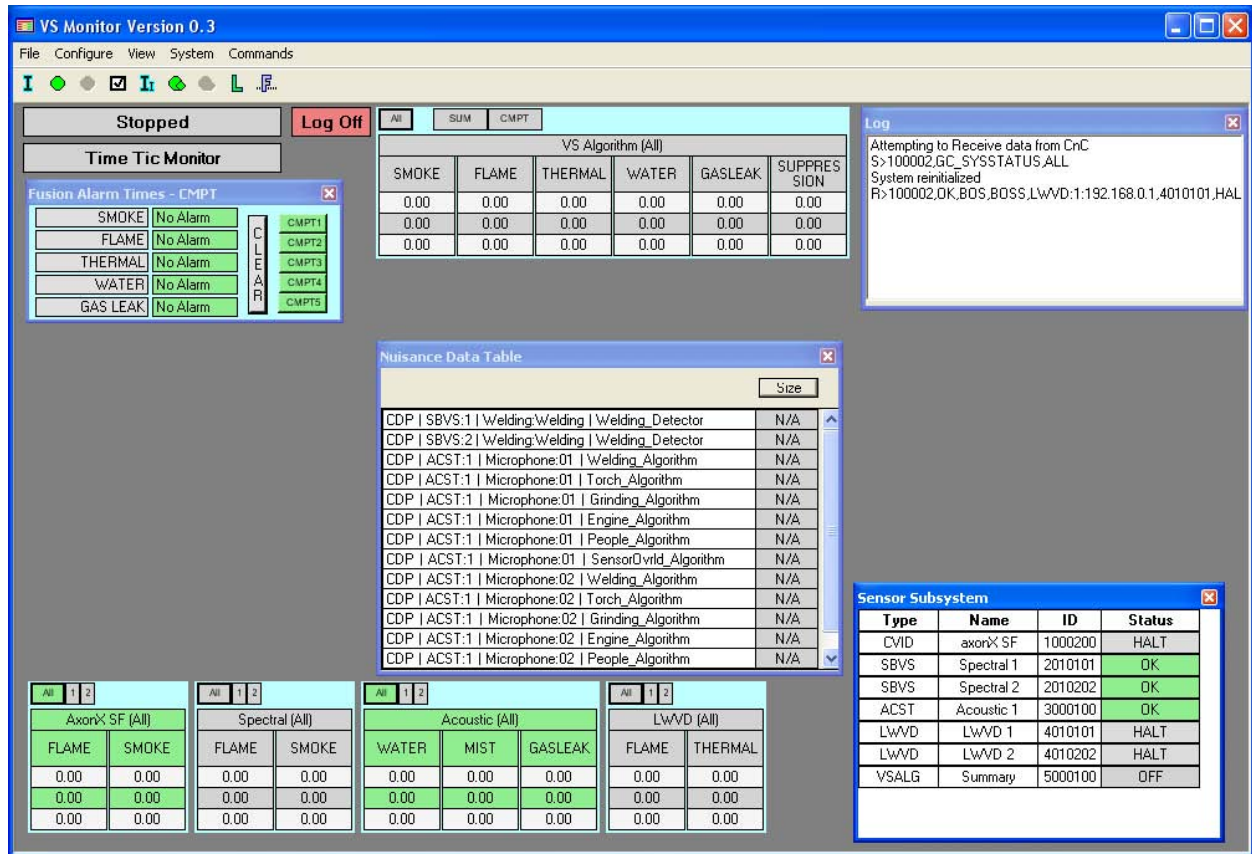 VS Monitor Version 0.3
File Configure View System Commands
I II L ..F..
Stopped
Log Off
Time Tic Monitor
Fusion Alarm Times - CMPT
SMOKE No Alarm
FLAME No Alarm
THERMAL No Alarm
WATER No Alarm
GAS LEAK No Alarm
CLEAR
CMPT1
CMPT2
CMPT3
CMPT4
CMPT5
All SUM CMPT
VS Algorithm (All)
SMOKE FLAME THERMAL WATER GASLEAK SUPPRES
SION
0.00 0.00 0.00 0.00 0.00 0.00
0.00 0.00 0.00 0.00 0.00 0.00
0.00 0.00 0.00 0.00 0.00 0.00
Log
Attempting to Receive data from CnC
S>100002,GC_SYSSTATUS,ALL
System reinitialized
R>100002,OK,BOS,BOSS,LWVD:1:192.168.0.1,4010101,HAL
Nuisance Data Table
Size
CDP | SBVS:1 | Welding:Welding | Welding_Detector N/A
CDP | SBVS:2 | Welding:Welding | Welding_Detector N/A
CDP | ACST:1 | Microphone:01 | Welding_Algorithm N/A
CDP | ACST:1 | Microphone:01 | Torch_Algorithm N/A
CDP | ACST:1 | Microphone:01 | Grinding_Algorithm N/A
CDP | ACST:1 | Microphone:01 | Engine_Algorithm N/A
CDP | ACST:1 | Microphone:01 | People_Algorithm N/A
CDP | ACST:1 | Microphone:01 | SensorOvrld_Algorithm N/A
CDP | ACST:1 | Microphone:02 | Welding_Algorithm N/A
CDP | ACST:1 | Microphone:02 | Torch_Algorithm N/A
CDP | ACST:1 | Microphone:02 | Grinding_Algorithm N/A
CDP | ACST:1 | Microphone:02 | Engine_Algorithm N/A
CDP | ACST:1 | Microphone:02 | People_Algorithm N/A
Sensor Subsystem
Type Name ID Status
CVID axonX SF 1000200 HALT
SBVS Spectral 1 2010101 OK
SBVS Spectral 2 2010202 OK
ACST Acoustic 1 3000100 OK
LWVD LWVD 1 4010101 HALT
LWVD LWVD 2 4010202 HALT
VSALG Summary 5000100 OFF
All 1 2
AxonX SF (All)
FLAME SMOKE
0.00 0.00
0.00 0.00
0.00 0.00
All 1 2
Spectral (All)
FLAME SMOKE
0.00 0.00
0.00 0.00
0.00 0.00
All 1 2
Acoustic (All)
WATER MIST GASLEAK
0.00 0.00 0.00
0.00 0.00 0.00
0.00 0.00 0.00
All 1 2
LWVD (All)
FLAME THERMAL
0.00 0.00
0.00 0.00
0.00 0.00